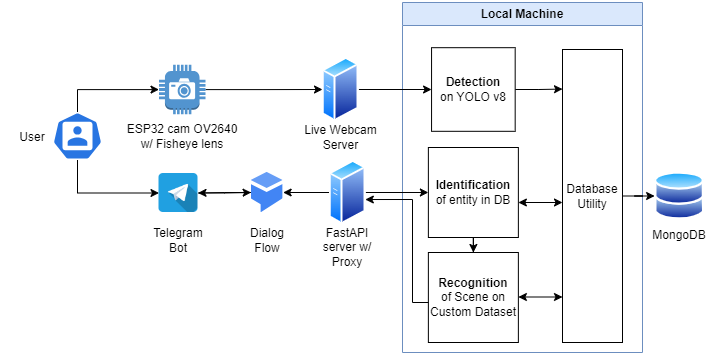 Local Machine
Detection
on YOLO v8
User
ESP32 cam OV2640
w/ Fisheye lens
Live Webcam
Server
Identification
of entity in DB
Database
Utility
Telegram
Bot
Dialog
Flow
FastAPI
server w/
Proxy
MongoDB
Recognition
of Scene on
Custom Dataset